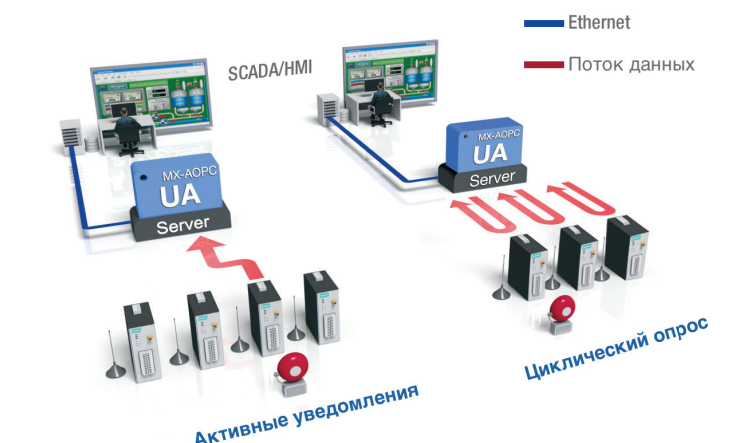 Ethernet
Поток данных
SCADA/HMI
MX-AOPC
UA
Server
MX-AOPC
UA
Server
Активные уведомления
Циклический опрос